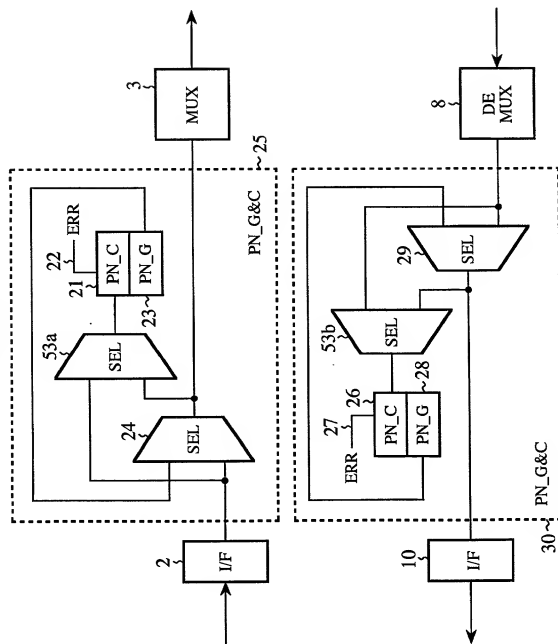 2
I/F
24
SEL
53a
SEL
22
ERR
21
PN_C
PN_G
23
PN_G&C
25
3
MUX
10
I/F
30
PN_G&C
27
ERR
26
PN_C
PN_G
28
53b
SEL
29
SEL
8
DE
MUX